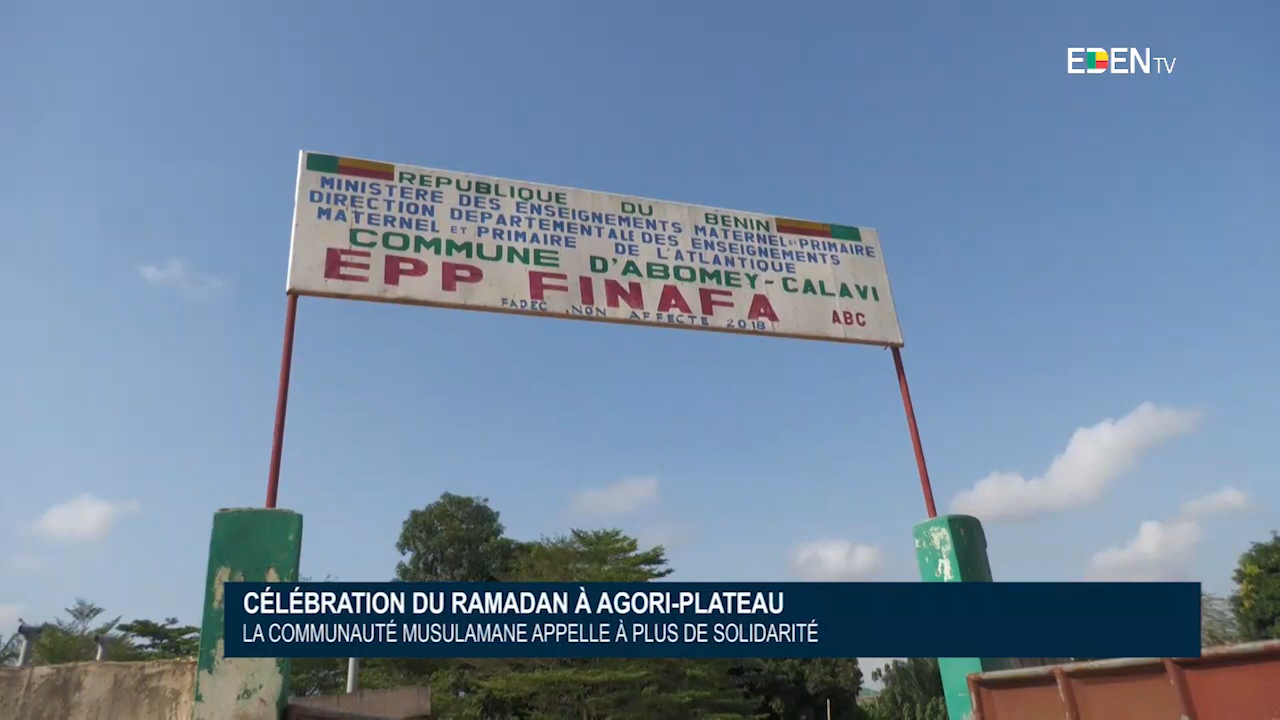 EDEN TV
REPUBLIQUE DU BENIN
MINISTERE DES ENSEIGNEMENTS MATERNEL ET PRIMAIRE
DIRECTION DEPARTEMENTALE DES ENSEIGNEMENTS
MATERNEL ET PRIMAIRE DE L'ATLANTIQUE
COMMUNE D'ABOMEY-CALAVI
EPP FINAFA ABC
FADEC NON AFFECTE 2018
CÉLÉBRATION DU RAMADAN À AGORI-PLATEAU
LA COMMUNAUTÉ MUSULAMANE APPELLE À PLUS DE SOLIDARITÉ